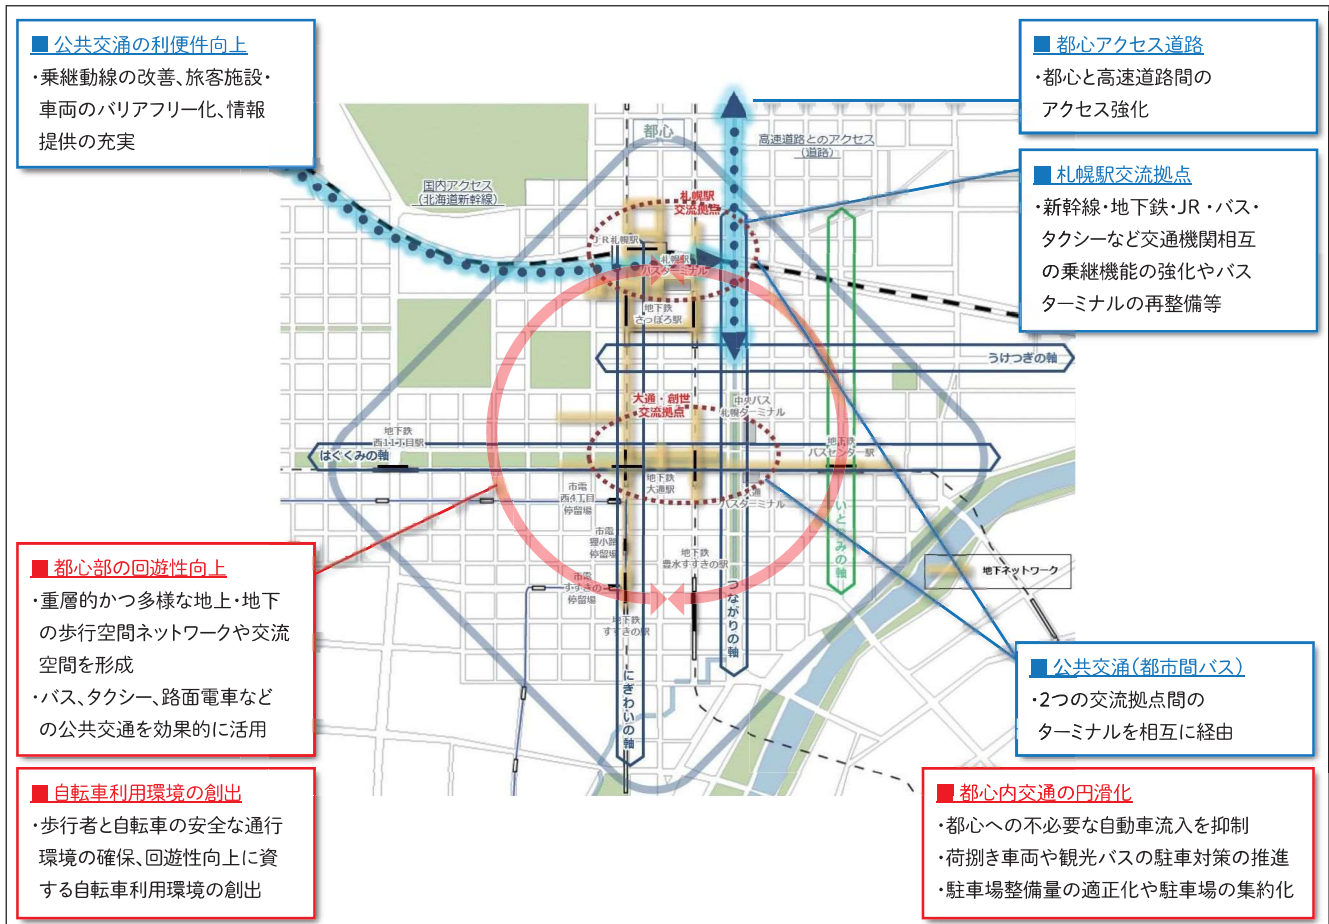 ■ 公共交通の利便件向上
・乗継動線の改善、旅客施設・
車両のバリアフリー化、情報
提供の充実
■ 都心アクセス道路
・都心と高速道路間の
アクセス強化
■ 札幌駅交流拠点
・新幹線・地下鉄・JR・バス・
タクシーなど交通機関相互
の乗継機能の強化やバス
ターミナルの再整備等
都心
高速道路とのアクセス
(道路)
国内アクセス
(北海道新幹線)
札幌駅
交流拠点
JR札幌駅
札幌駅
バスターミナル
地下鉄
さっぽろ駅
うけつぎの軸
大通・創世
交流拠点
中央バス
札幌ターミナル
地下鉄
西11丁目駅
はぐくみの軸
地下鉄
バスセンター駅
地下鉄
大通駅
市電
西4丁目
停留場
大通
バスターミナル
市電
狸小路
停留場
地下鉄
豊水すすきの駅
市電
すすきの
停留場
地下鉄
すすきの駅
いとなみの軸
つながりの軸
にぎわいの軸
地下ネットワーク
■ 都心部の回遊性向上
・重層的かつ多様な地上・地下
の歩行空間ネットワークや交流
空間を形成
・バス、タクシー、路面電車など
の公共交通を効果的に活用
■ 公共交通(都市間バス)
・2つの交流拠点間の
ターミナルを相互に経由
■ 自転車利用環境の創出
・歩行者と自転車の安全な通行
環境の確保、回遊性向上に資
する自転車利用環境の創出
■ 都心内交通の円滑化
・都心への不必要な自動車流入を抑制
・荷捌き車両や観光バスの駐車対策の推進
・駐車場整備量の適正化や駐車場の集約化